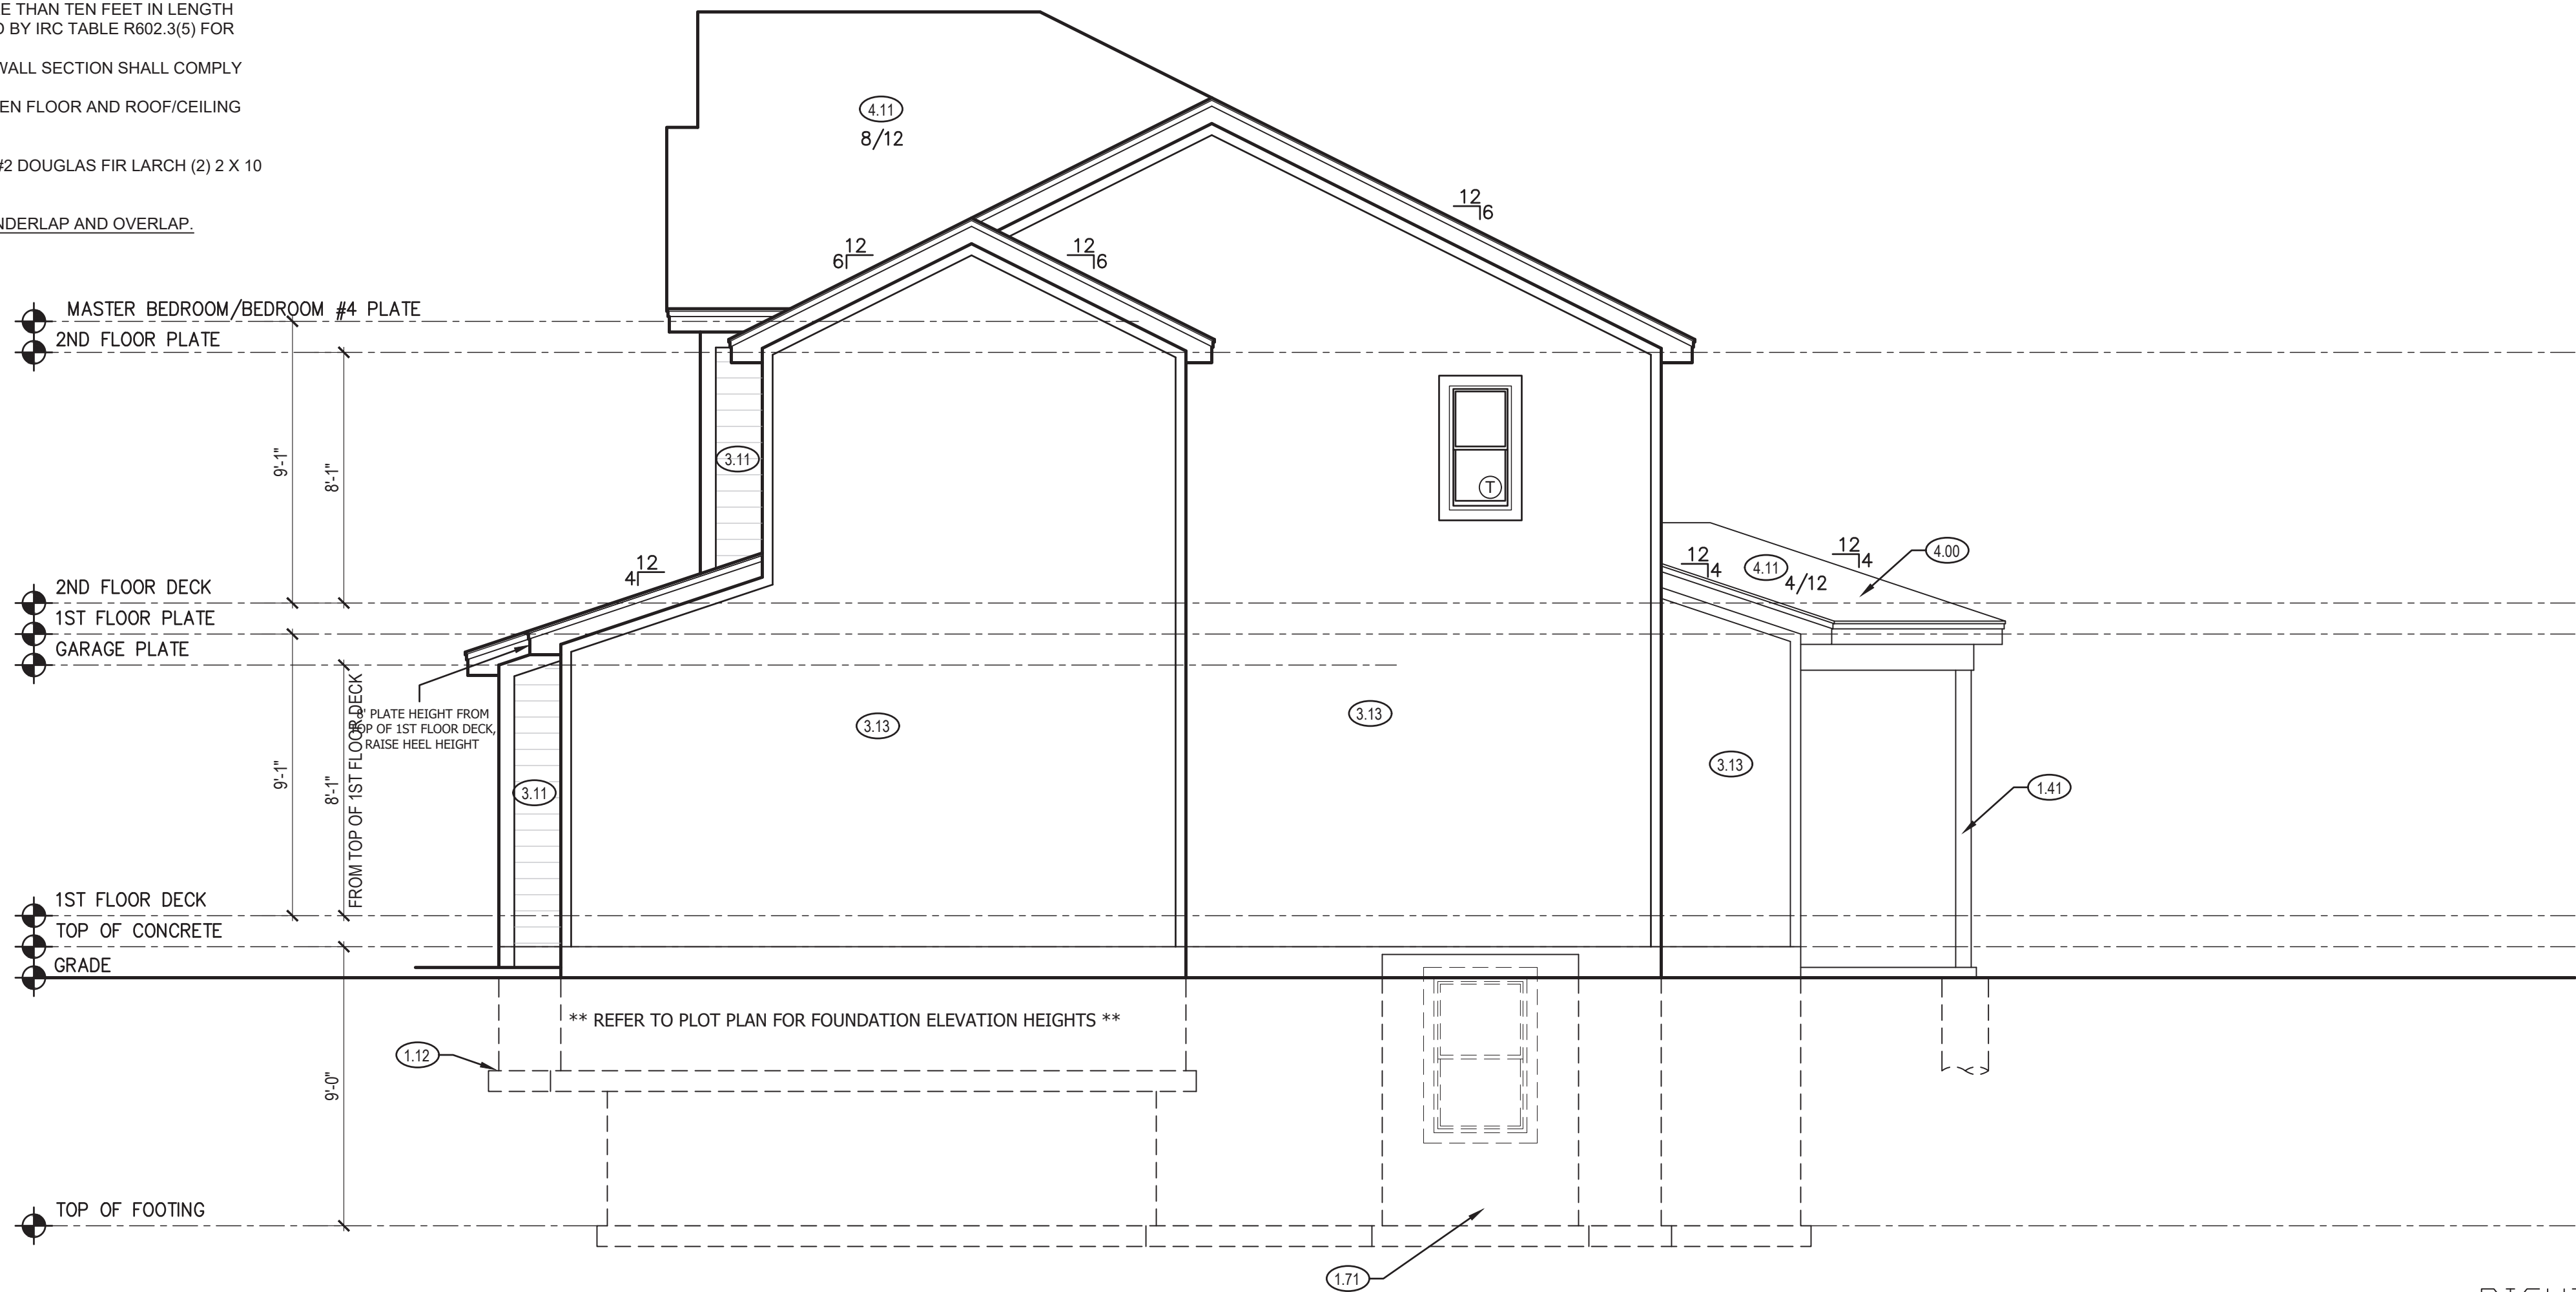 E THAN TEN FEET IN LENGTH
D BY IRC TABLE R602.3(5) FOR
WALL SECTION SHALL COMPLY
EN FLOOR AND ROOF/CEILING
#2 DOUGLAS FIR LARCH (2) 2 X 10
NDERLAP AND OVERLAP.
4.11
8/12
12
6
12
6
12
6
MASTER BEDROOM/BEDROOM #4 PLATE
2ND FLOOR PLATE
9'-1"
8'-1"
3.11
T
12
4
12
4
4.11
4/12
12
4
4.00
2ND FLOOR DECK
1ST FLOOR PLATE
GARAGE PLATE
8' PLATE HEIGHT FROM
TOP OF 1ST FLOOR DECK,
RAISE HEEL HEIGHT
9'-1"
8'-1"
FROM TOP OF 1ST FLOOR DECK
3.11
3.13
3.13
3.13
1.41
1ST FLOOR DECK
TOP OF CONCRETE
GRADE
** REFER TO PLOT PLAN FOR FOUNDATION ELEVATION HEIGHTS **
1.12
9'-0"
TOP OF FOOTING
1.71